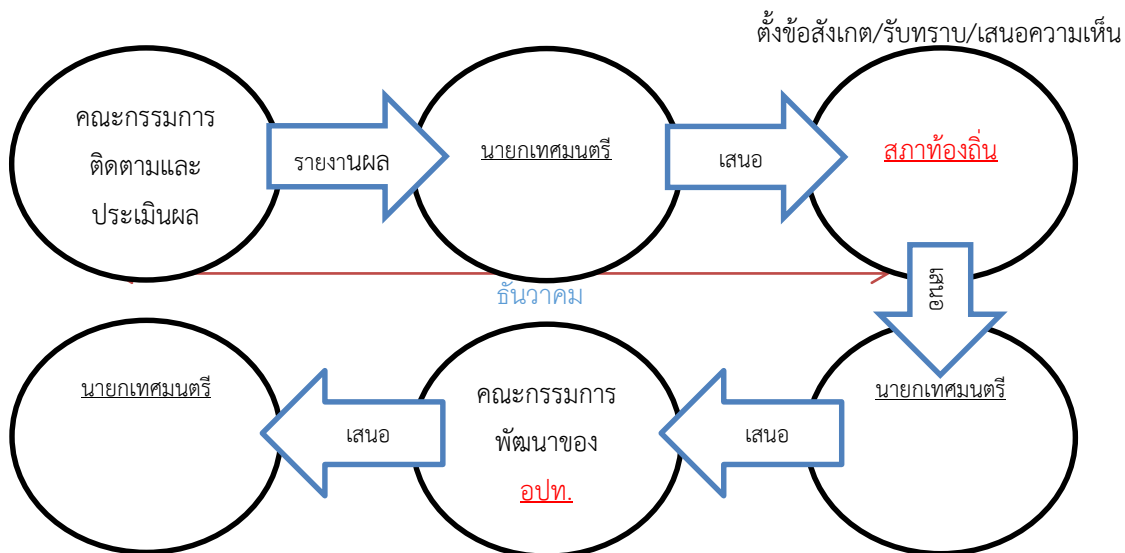 ตั้งข้อสังเกต/รับทราบ/เสนอความเห็น
คณะกรรมการ
ติดตามและ
ประเมินผล
รายงานผล
นายกเทศมนตรี
เสนอ
สภาท้องถิ่น
ธันวาคม
เสนอ
นายกเทศมนตรี
เสนอ
คณะกรรมการ
พัฒนาของ
อปท.
เสนอ
นายกเทศมนตรี